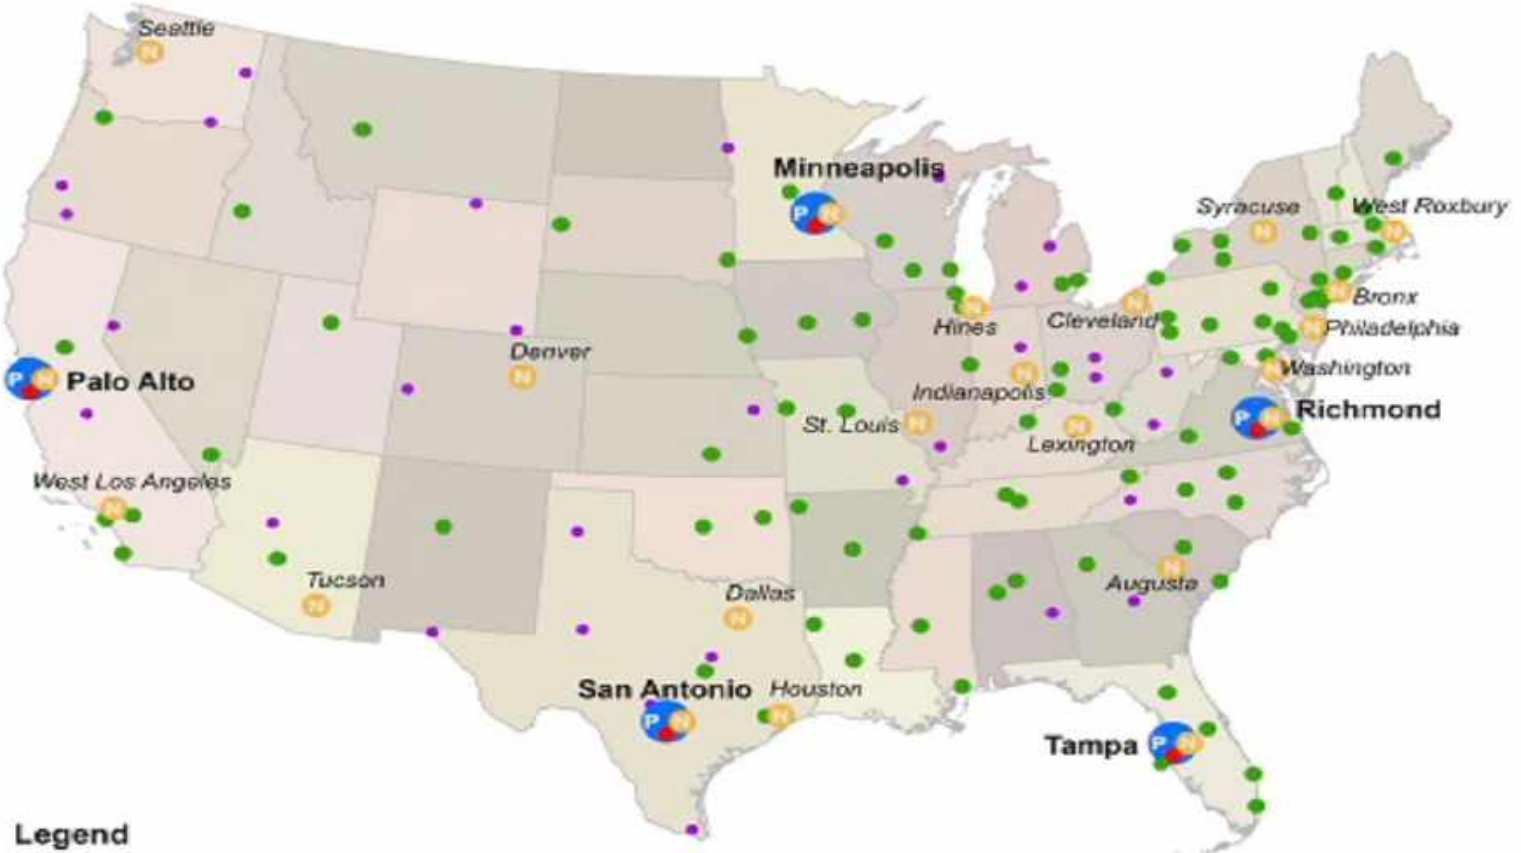 Seattle
Minneapolis
P N
Syracuse
West Roxbury
N
N
N
Bronx
Hines
N
Cleveland
N
Philadelphia
N
Denver
N
Indianapolis
N
Washington
N
P N
Palo Alto
St. Louis
N
Lexington
N
P N
Richmond
West Los Angeles
N
Tucson
N
Dallas
N
Augusta
N
San Antonio
P N
Houston
N
Tampa
P N
Legend